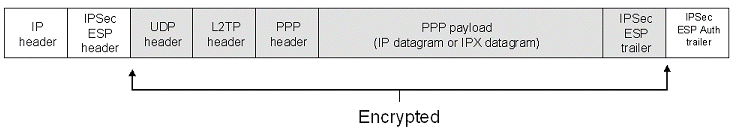 IP
header
IPSec
ESP
header
UDP
header
L2TP
header
PPP
header
PPP payload
(IP datagram or IPX datagram)
IPSec
ESP
trailer
IPSec
ESP Auth
trailer
Encrypted